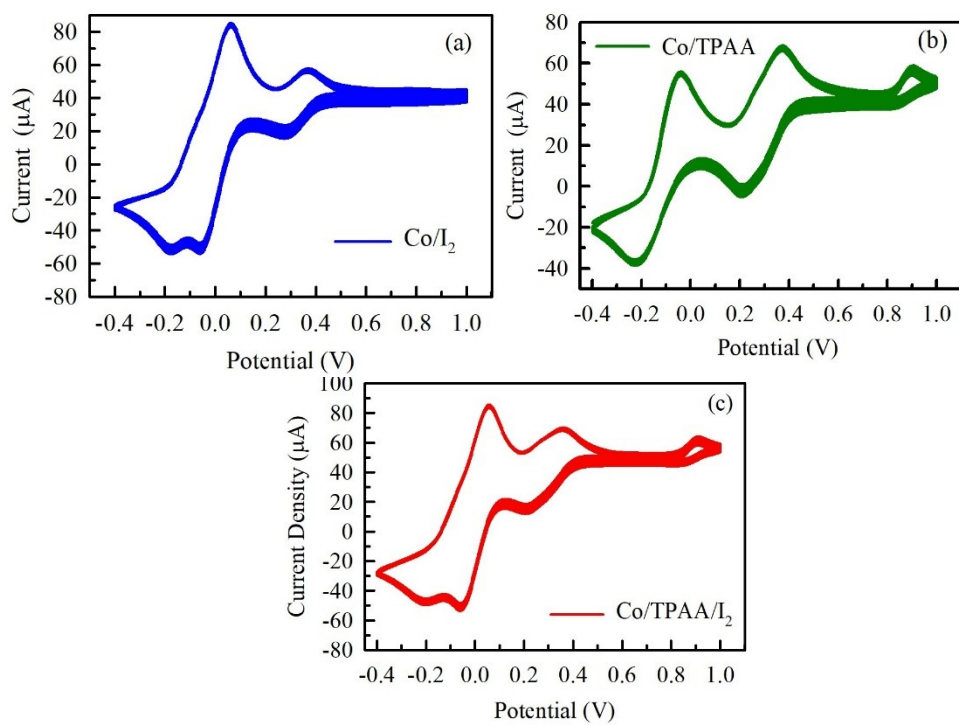 80
60
40
20
0
-20
-40
-60
-80
Current (μA)
(a)
Co/I₂
-0.4 -0.2 0.0 0.2 0.4 0.6 0.8 1.0
Potential (V)
80
60
40
20
0
-20
-40
Current (μA)
Co/TPAA
(b)
-0.4 -0.2 0.0 0.2 0.4 0.6 0.8 1.0
Potential (V)
100
80
60
40
20
0
-20
-40
-60
-80
Current Density (μA)
(c)
Co/TPAA/I₂
-0.4 -0.2 0.0 0.2 0.4 0.6 0.8 1.0
Potential (V)